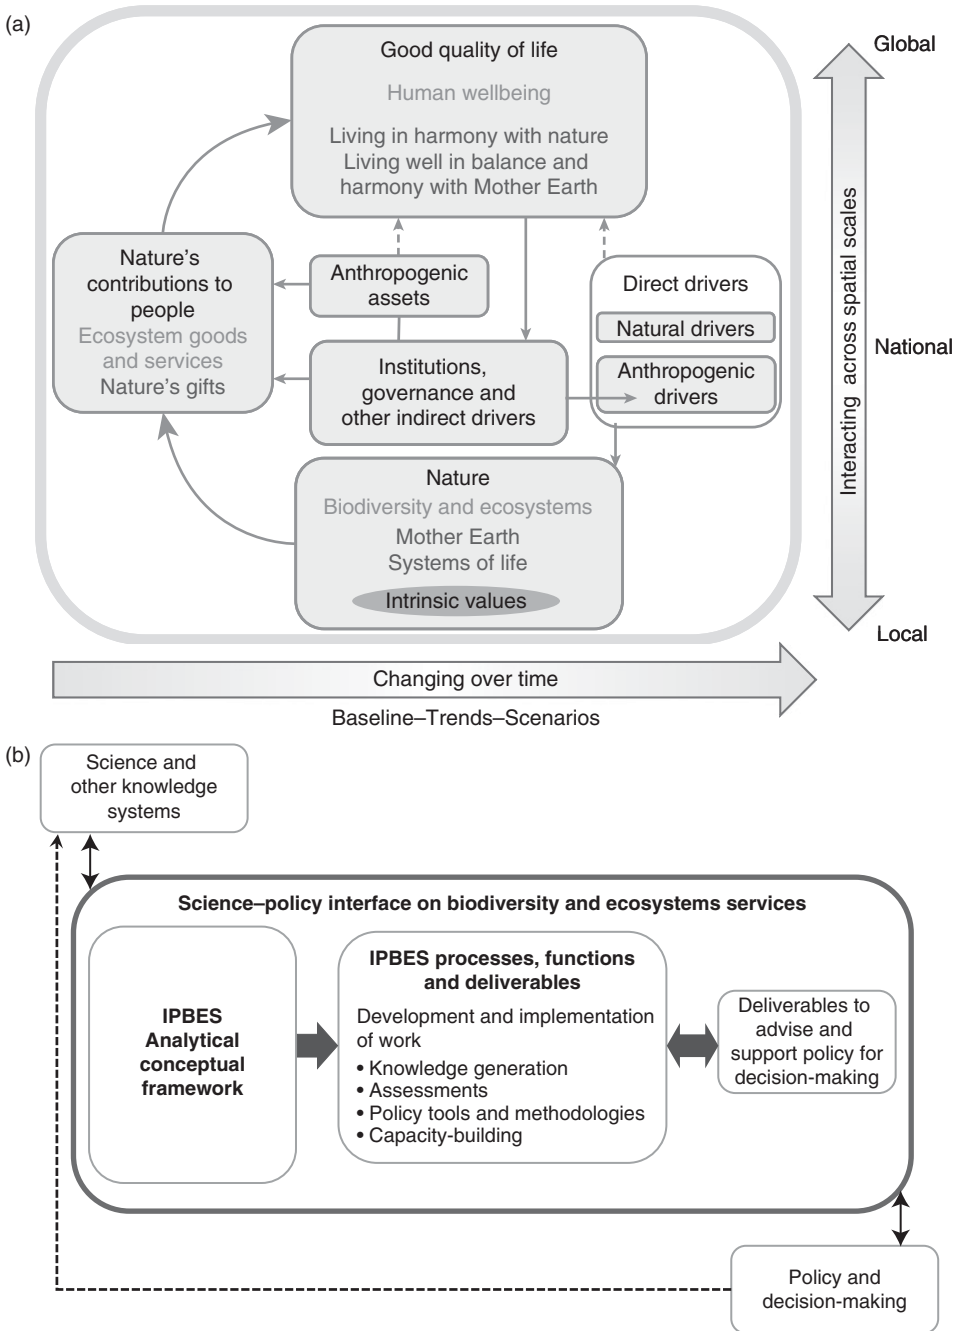 (a)
Good quality of life
Human wellbeing
Living in harmony with nature
Living well in balance and
harmony with Mother Earth
Nature's
contributions to
people
Ecosystem goods
and services
Nature's gifts
Anthropogenic
assets
Institutions,
governance and
other indirect drivers
Direct drivers
Natural drivers
Anthropogenic
drivers
Nature
Biodiversity and ecosystems
Mother Earth
Systems of life
Intrinsic values
Global
Interacting across spatial scales
National
Local
Changing over time
Baseline–Trends–Scenarios
(b)
Science and
other knowledge
systems
Science–policy interface on biodiversity and ecosystems services
IPBES
Analytical
conceptual
framework
IPBES processes, functions
and deliverables
Development and implementation
of work
• Knowledge generation
• Assessments
• Policy tools and methodologies
• Capacity-building
Deliverables to
advise and
support policy for
decision-making
Policy and
decision-making